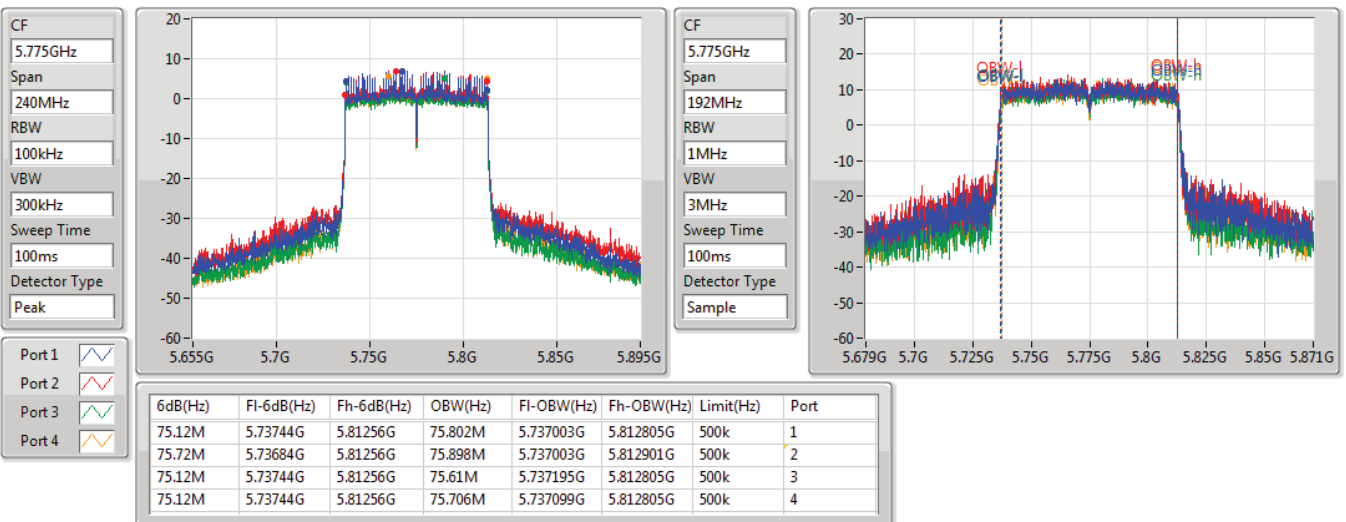 CF
5.775GHz
Span
240MHz
RBW
100kHz
VBW
300kHz
Sweep Time
100ms
Detector Type
Peak
20
10
0
-10
-20
-30
-40
-50
-60
5.655G 5.7G 5.75G 5.8G 5.85G 5.895G
CF
5.775GHz
Span
192MHz
RBW
1MHz
VBW
3MHz
Sweep Time
100ms
Detector Type
Sample
30
20
10
0
-10
-20
-30
-40
-50
-60
OBW-l
OBW-h
5.679G 5.7G 5.725G 5.75G 5.775G 5.8G 5.825G 5.85G 5.871G
Port 1
Port 2
Port 3
Port 4
6dB(Hz) Fl-6dB(Hz) Fh-6dB(Hz) OBW(Hz) Fl-OBW(Hz) Fh-OBW(Hz) Limit(Hz) Port
75.12M 5.73744G 5.81256G 75.802M 5.737003G 5.812805G 500k 1
75.72M 5.73684G 5.81256G 75.898M 5.737003G 5.812901G 500k 2
75.12M 5.73744G 5.81256G 75.61M 5.737195G 5.812805G 500k 3
75.12M 5.73744G 5.81256G 75.706M 5.737099G 5.812805G 500k 4